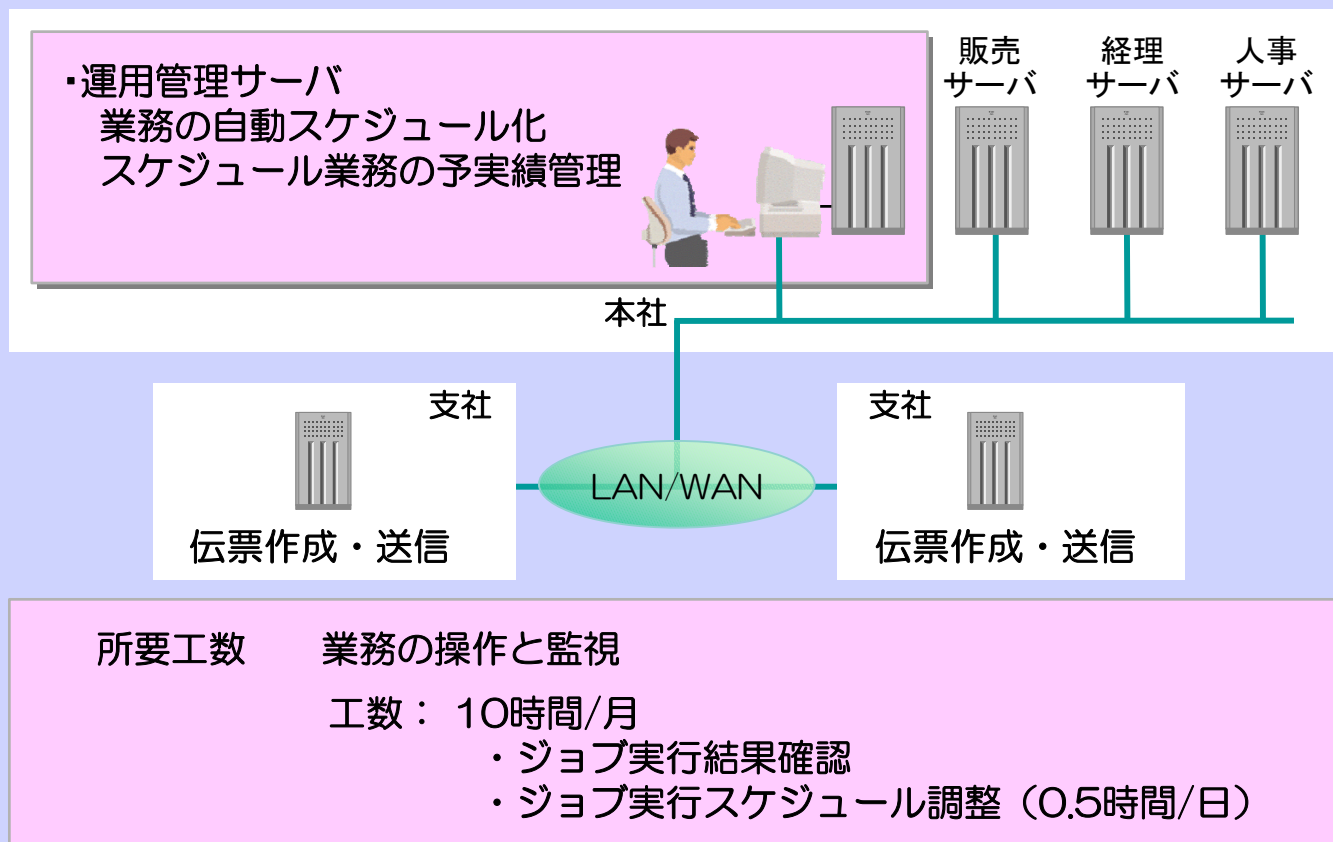 ・運用管理サーバ
業務の自動スケジュール化
スケジュール業務の予実績管理
販売
サーバ
経理
サーバ
人事
サーバ
本社
支社
支社
LAN/WAN
伝票作成・送信
伝票作成・送信
所要工数 業務の操作と監視
工数： 10時間/月
・ジョブ実行結果確認
・ジョブ実行スケジュール調整（0.5時間/日）